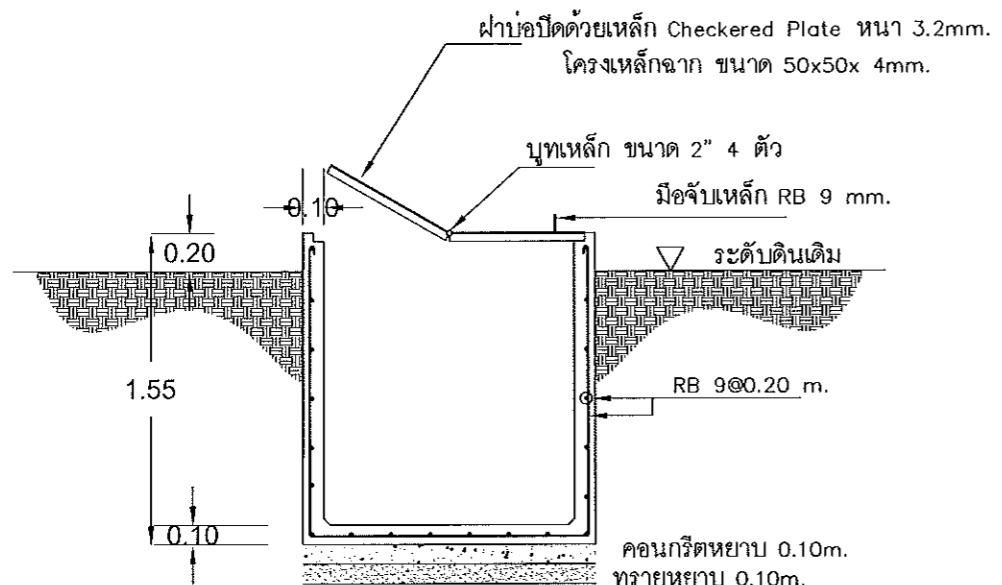 ฝาบ่อปิดด้วยเหล็ก Checkered Plate หนา 3.2mm.
โครงเหล็กฉาก ขนาด 50x50x 4mm.
บูทเหล็ก ขนาด 2" 4 ตัว
มือจับเหล็ก RB 9 mm.
0.10
0.20
ระดับดินเดิม
1.55
RB 9@0.20 m.
0.10
คอนกรีตหยาบ 0.10m.
ทรายหยาบ 0.10m.